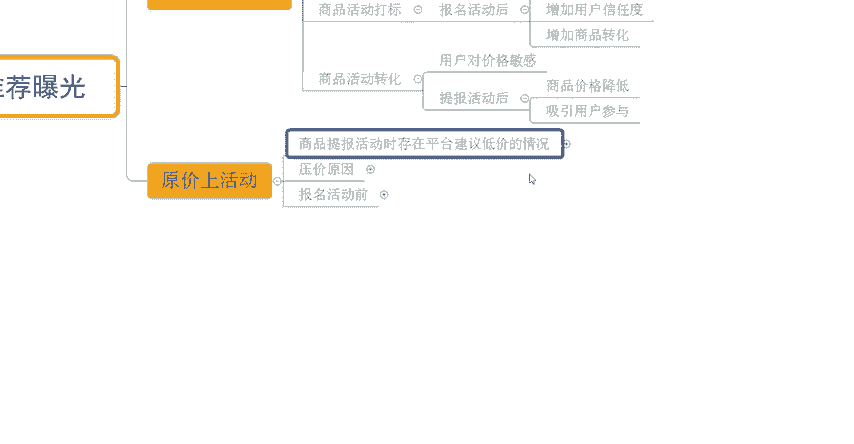 商品活动打标
报名活动后
增加用户信任度
增加商品转化
用户对价格敏感
商品活动转化
提报活动后
商品价格降低
吸引用户参与
荐曝光
商品提报活动时存在平台建议低价的情况
原价上活动
压价原因
报名活动前